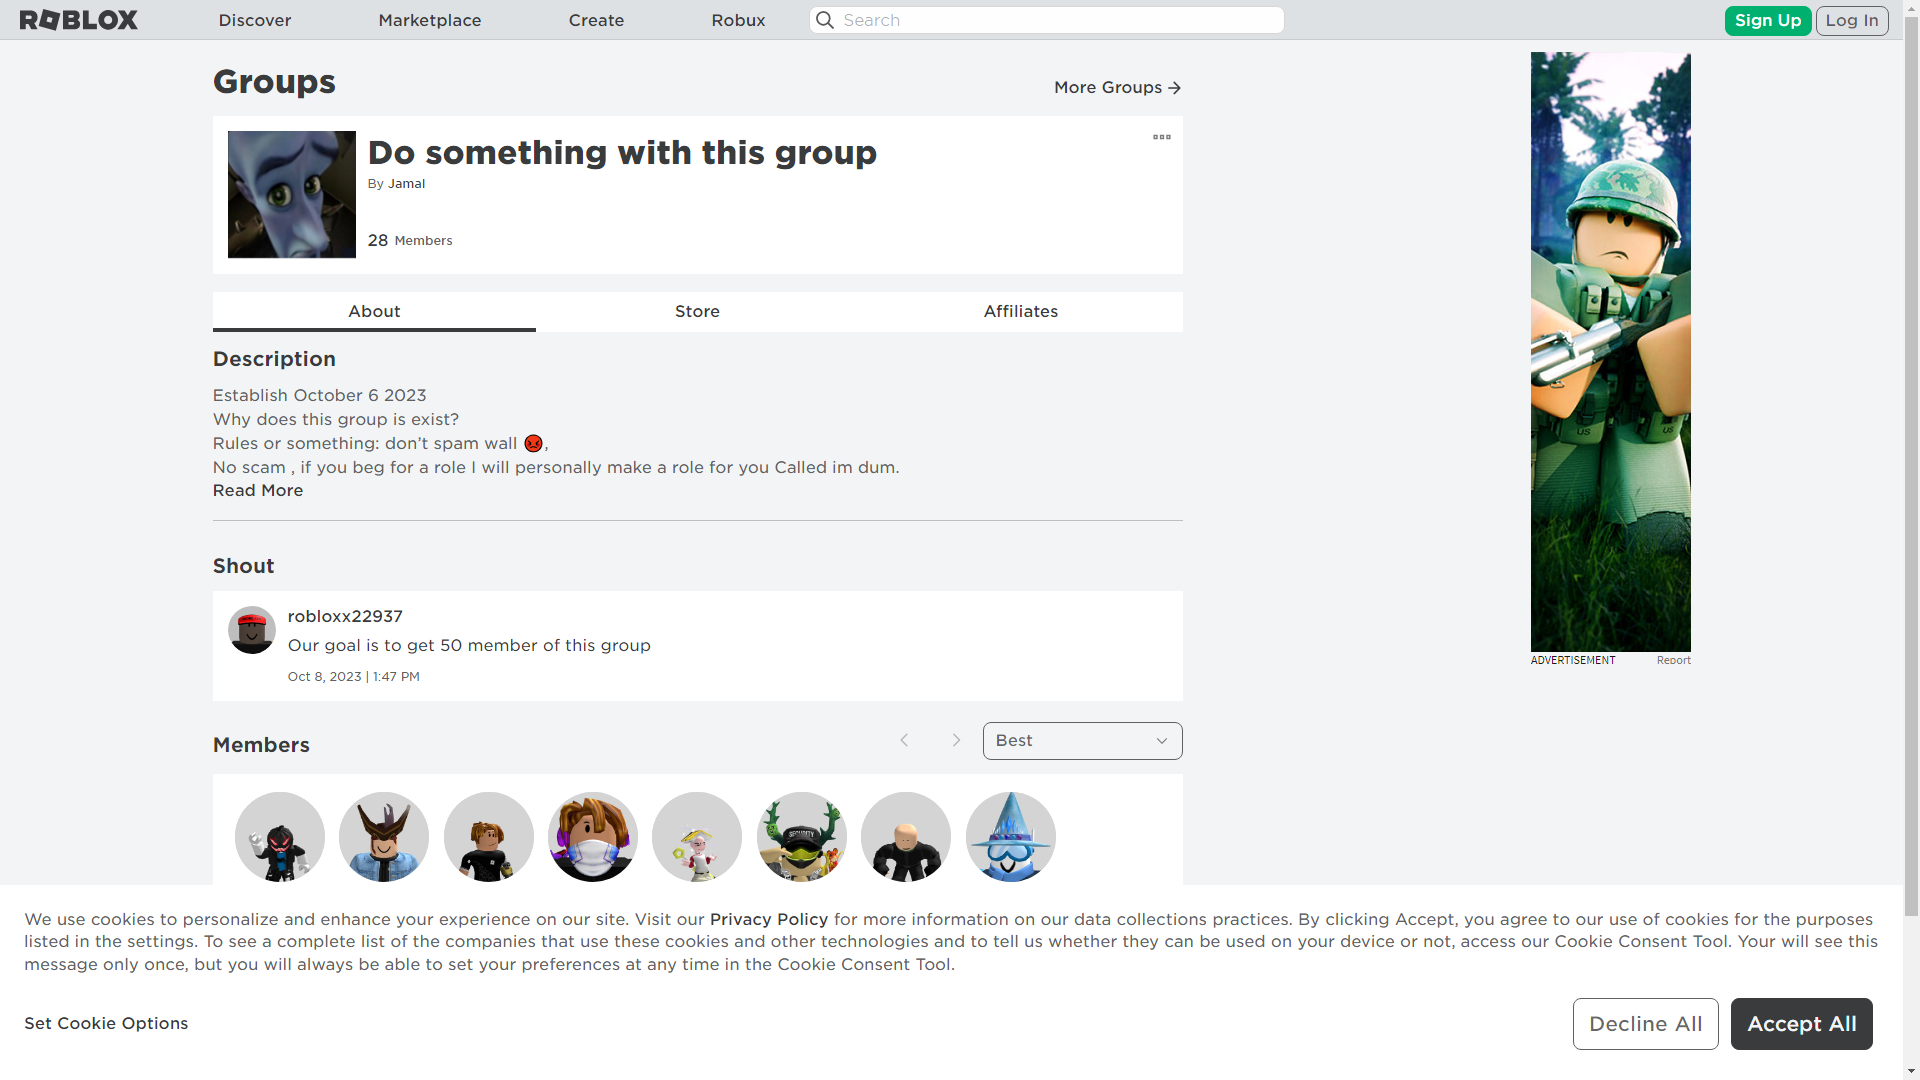 ROBLOX Discover Marketplace Create Robux Search Sign Up Log In
Groups
More Groups
Do something with this group
By Jamal
28 Members
About Store Affiliates
Description
Establish October 6 2023
Why does this group is exist?
Rules or something: don’t spam wall 😡,
No scam , if you beg for a role I will personally make a role for you Called im dum.
Read More
Shout
robloxx22937
Our goal is to get 50 member of this group
Oct 8, 2023 | 1:47 PM
Members
Best
SECURITY
US US
ADVERTISEMENT Report
We use cookies to personalize and enhance your experience on our site. Visit our Privacy Policy for more information on our data collections practices. By clicking Accept, you agree to our use of cookies for the purposes
listed in the settings. To see a complete list of the companies that use these cookies and other technologies and to tell us whether they can be used on your device or not, access our Cookie Consent Tool. Your will see this
message only once, but you will always be able to set your preferences at any time in the Cookie Consent Tool.
Set Cookie Options
Decline All
Accept All